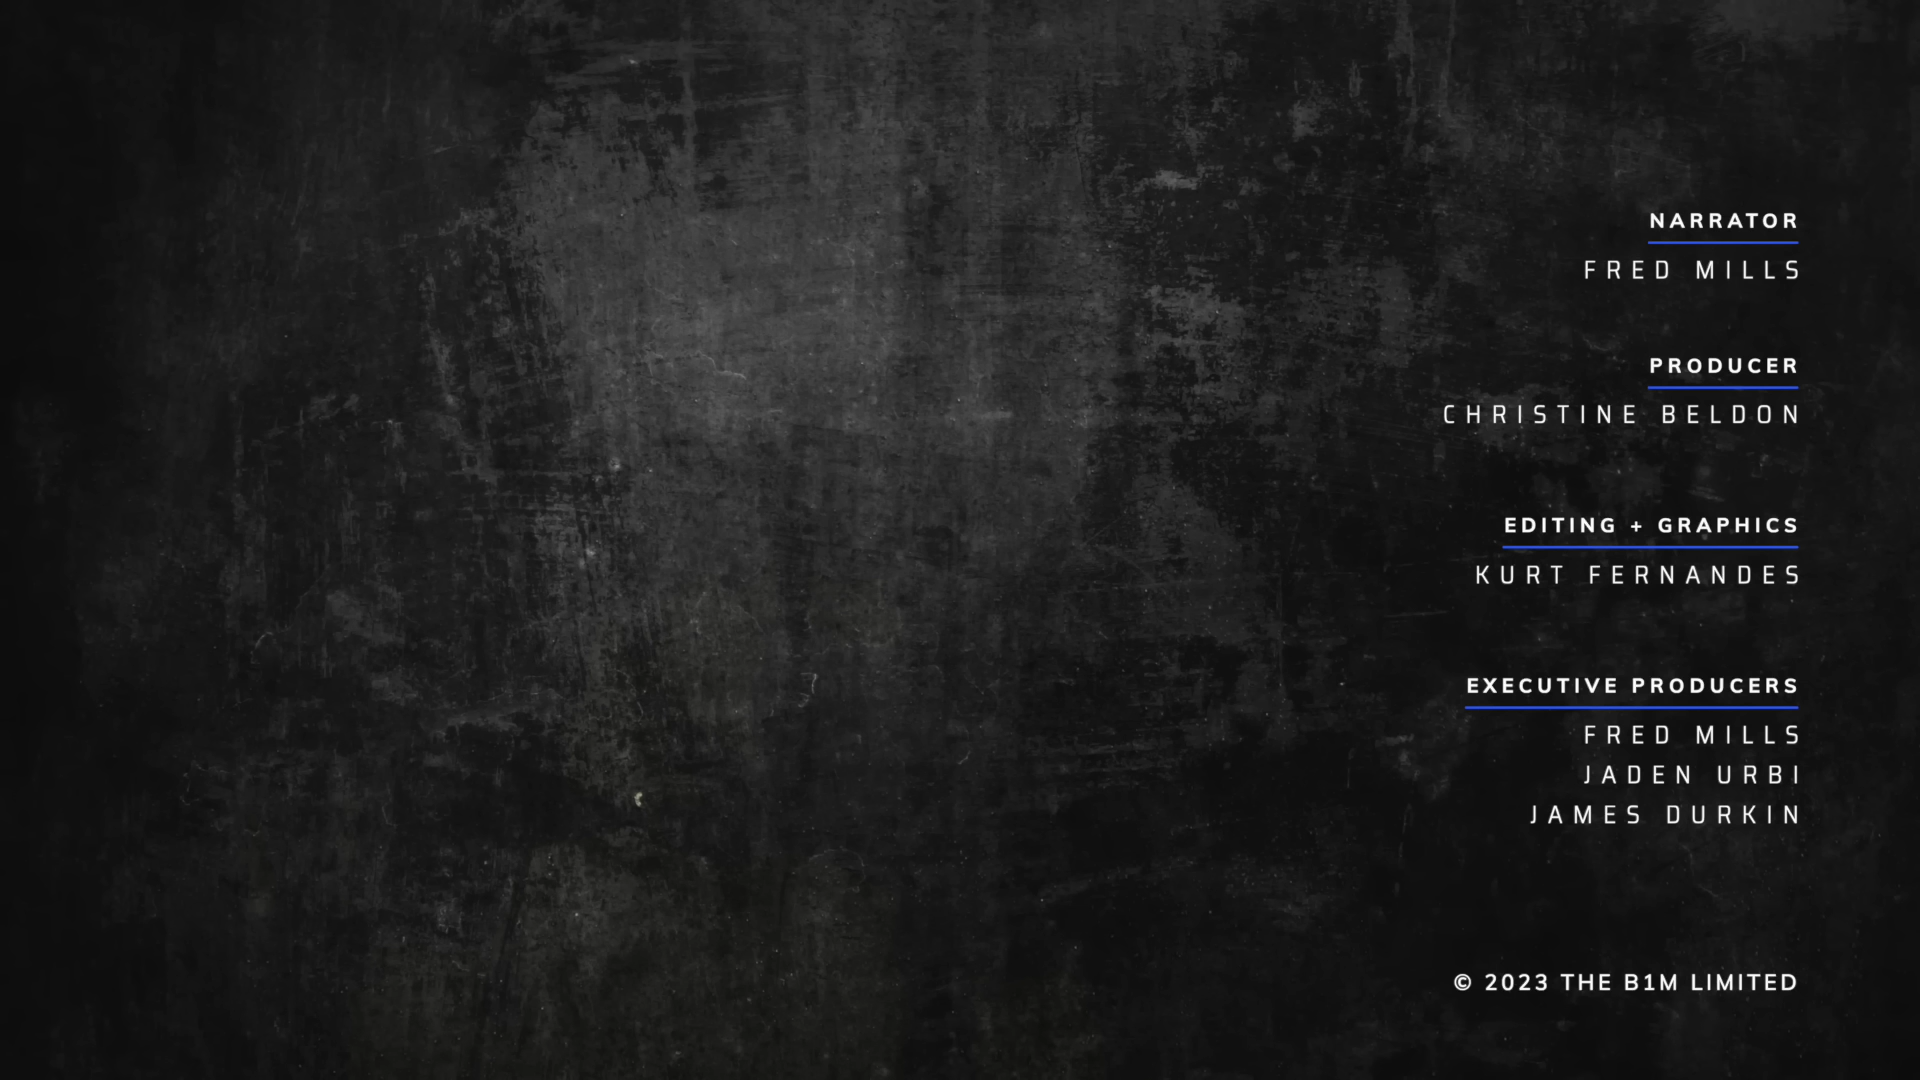 NARRATOR
FRED MILLS
PRODUCER
CHRISTINE BELDON
EDITING + GRAPHICS
KURT FERNANDES
EXECUTIVE PRODUCERS
FRED MILLS
JADEN URBI
JAMES DURKIN
© 2023 THE B1M LIMITED